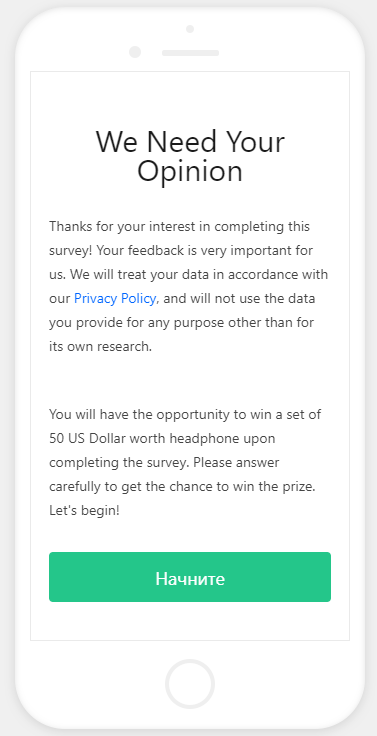 We Need Your
Opinion
Thanks for your interest in completing this
survey! Your feedback is very important for
us. We will treat your data in accordance with
our Privacy Policy, and will not use the data
you provide for any purpose other than for
its own research.
You will have the opportunity to win a set of
50 US Dollar worth headphone upon
completing the survey. Please answer
carefully to get the chance to win the prize.
Let's begin!
Начните